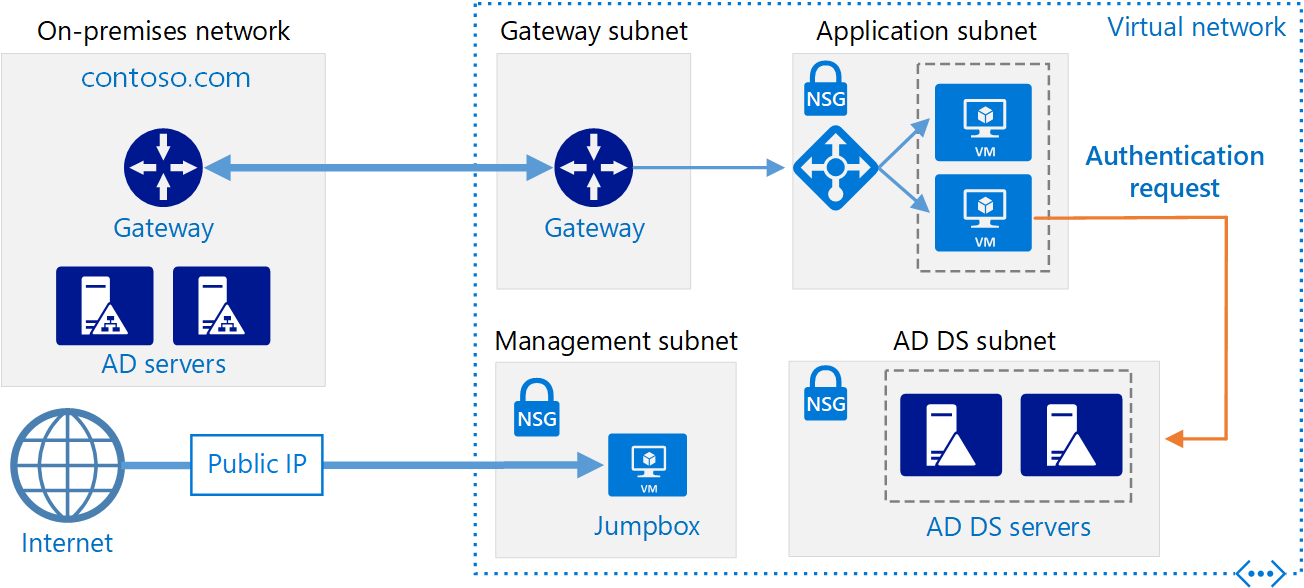 On-premises network
Gateway subnet
Application subnet
Virtual network
contoso.com
NSG
VM
Authentication
request
Gateway
Gateway
VM
AD servers
Management subnet
AD DS subnet
NSG
NSG
Public IP
VM
Internet
Jumpbox
AD DS servers